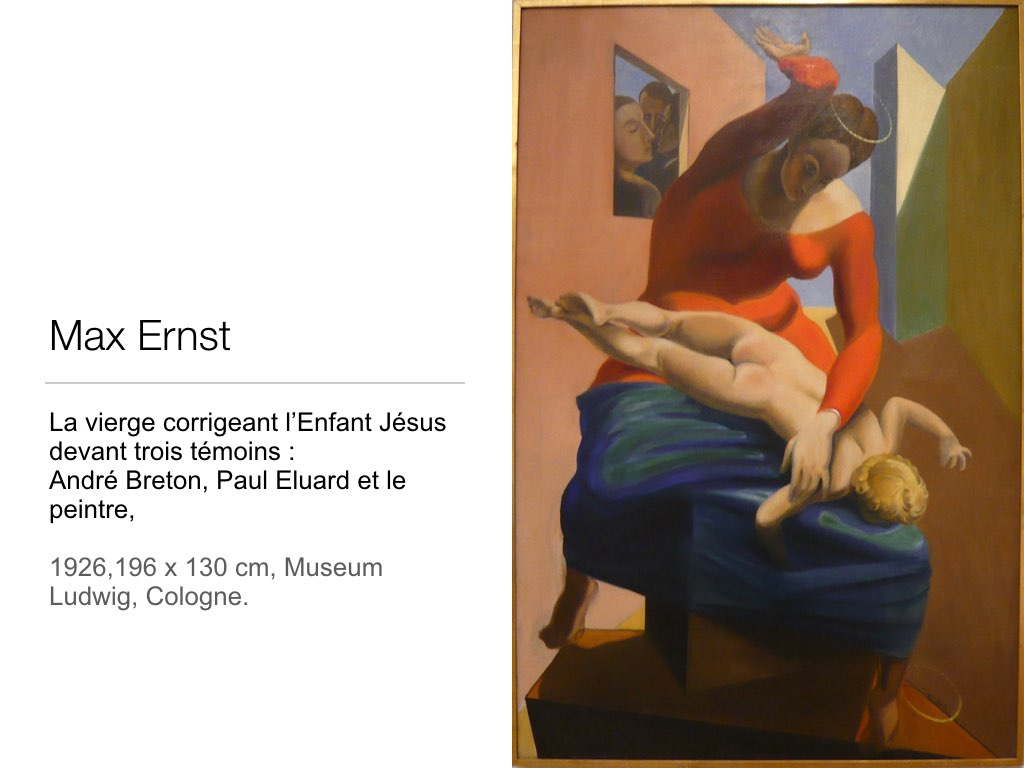 Max Ernst
La vierge corrigeant l’Enfant Jésus
devant trois témoins :
André Breton, Paul Eluard et le
peintre,
1926,196 x 130 cm, Museum
Ludwig, Cologne.